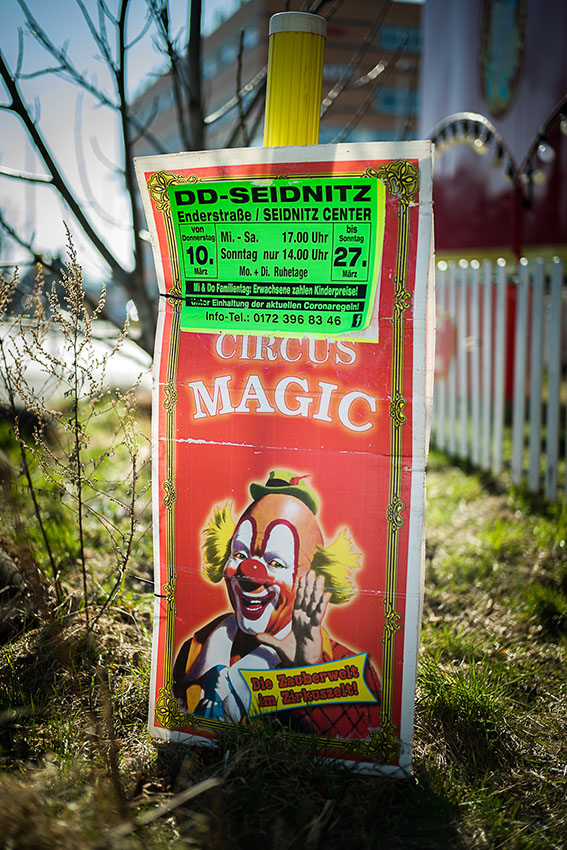 DD-SEIDNITZ
Enderstraße / SEIDNITZ CENTER
von
Donnerstag
10.
März
Mi. - Sa. 17.00 Uhr
Sonntag nur 14.00 Uhr
Mo. + Di. Ruhetage
bis
Sonntag
27.
März
Mi & Do Familientag: Erwachsene zahlen Kinderpreise!
Unter Einhaltung der aktuellen Coronaregeln!
Info-Tel.: 0172 396 83 46 f
CIRCUS
MAGIC
Die Zauberwelt
im Zirkuszelt!